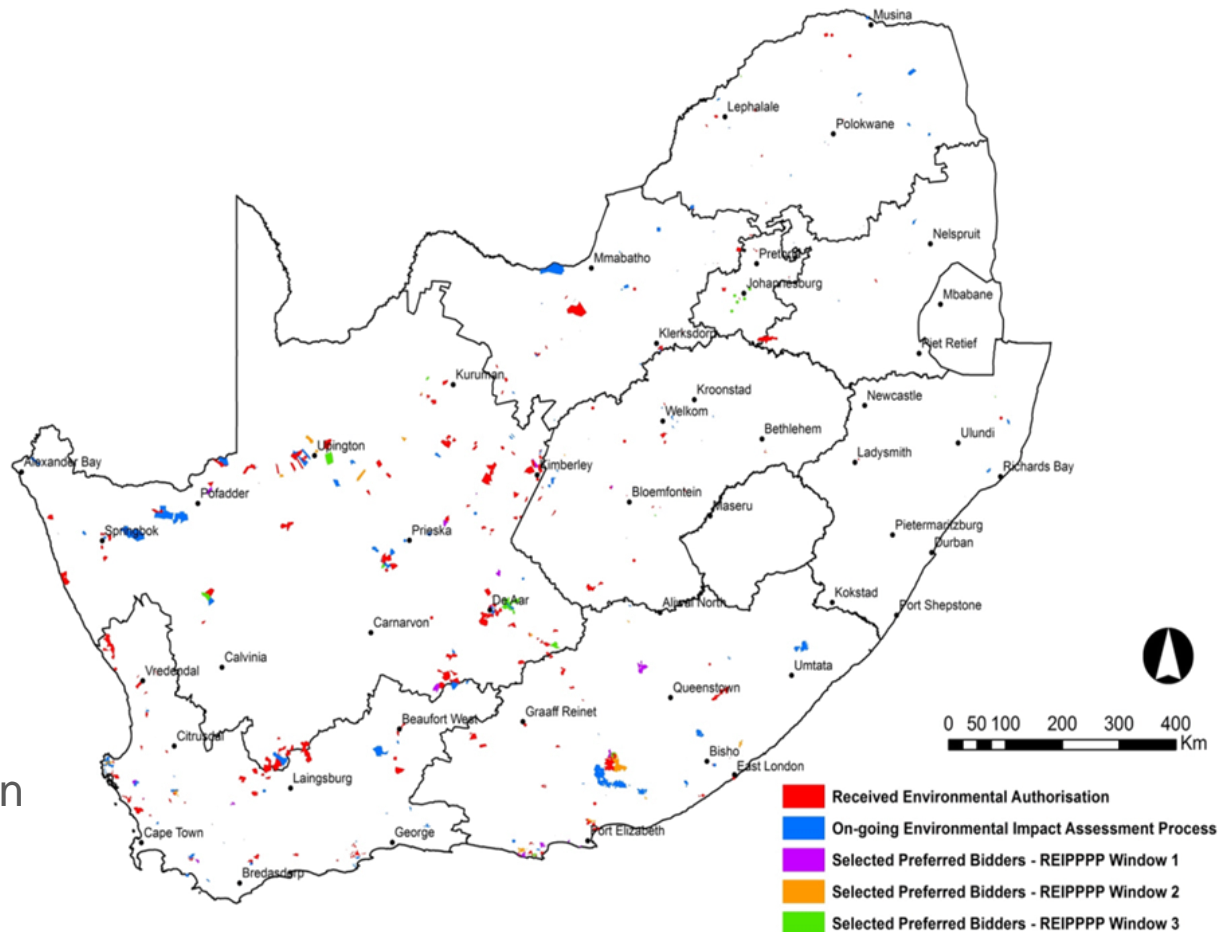 Musina
Lephalale
Polokwane
Nelspruit
Mmabatho
Pretoria
Johannesburg
Mbabane
Klerksdorp
Piet Retief
Kuruman
Kroonstad
Newcastle
Welkom
Bethlehem
Ulundi
Upington
Alexander Bay
Kimberley
Ladysmith
Richards Bay
Pofadder
Bloemfontein
Maseru
Springbok
Prieska
Pietermaritzburg
Durban
De Aar
Aliwal North
Kokstad
Port Shepstone
Carnarvon
Calvinia
Vredendal
Umtata
Queenstown
Graaff Reinet
Beaufort West
Citrusdal
Bisho
East London
Laingsburg
n
Cape Town
George
Port Elizabeth
Bredasdorp
0 50 100 200 300 400
Km
Received Environmental Authorisation
On-going Environmental Impact Assessment Process
Selected Preferred Bidders - REIPPPP Window 1
Selected Preferred Bidders - REIPPPP Window 2
Selected Preferred Bidders - REIPPPP Window 3